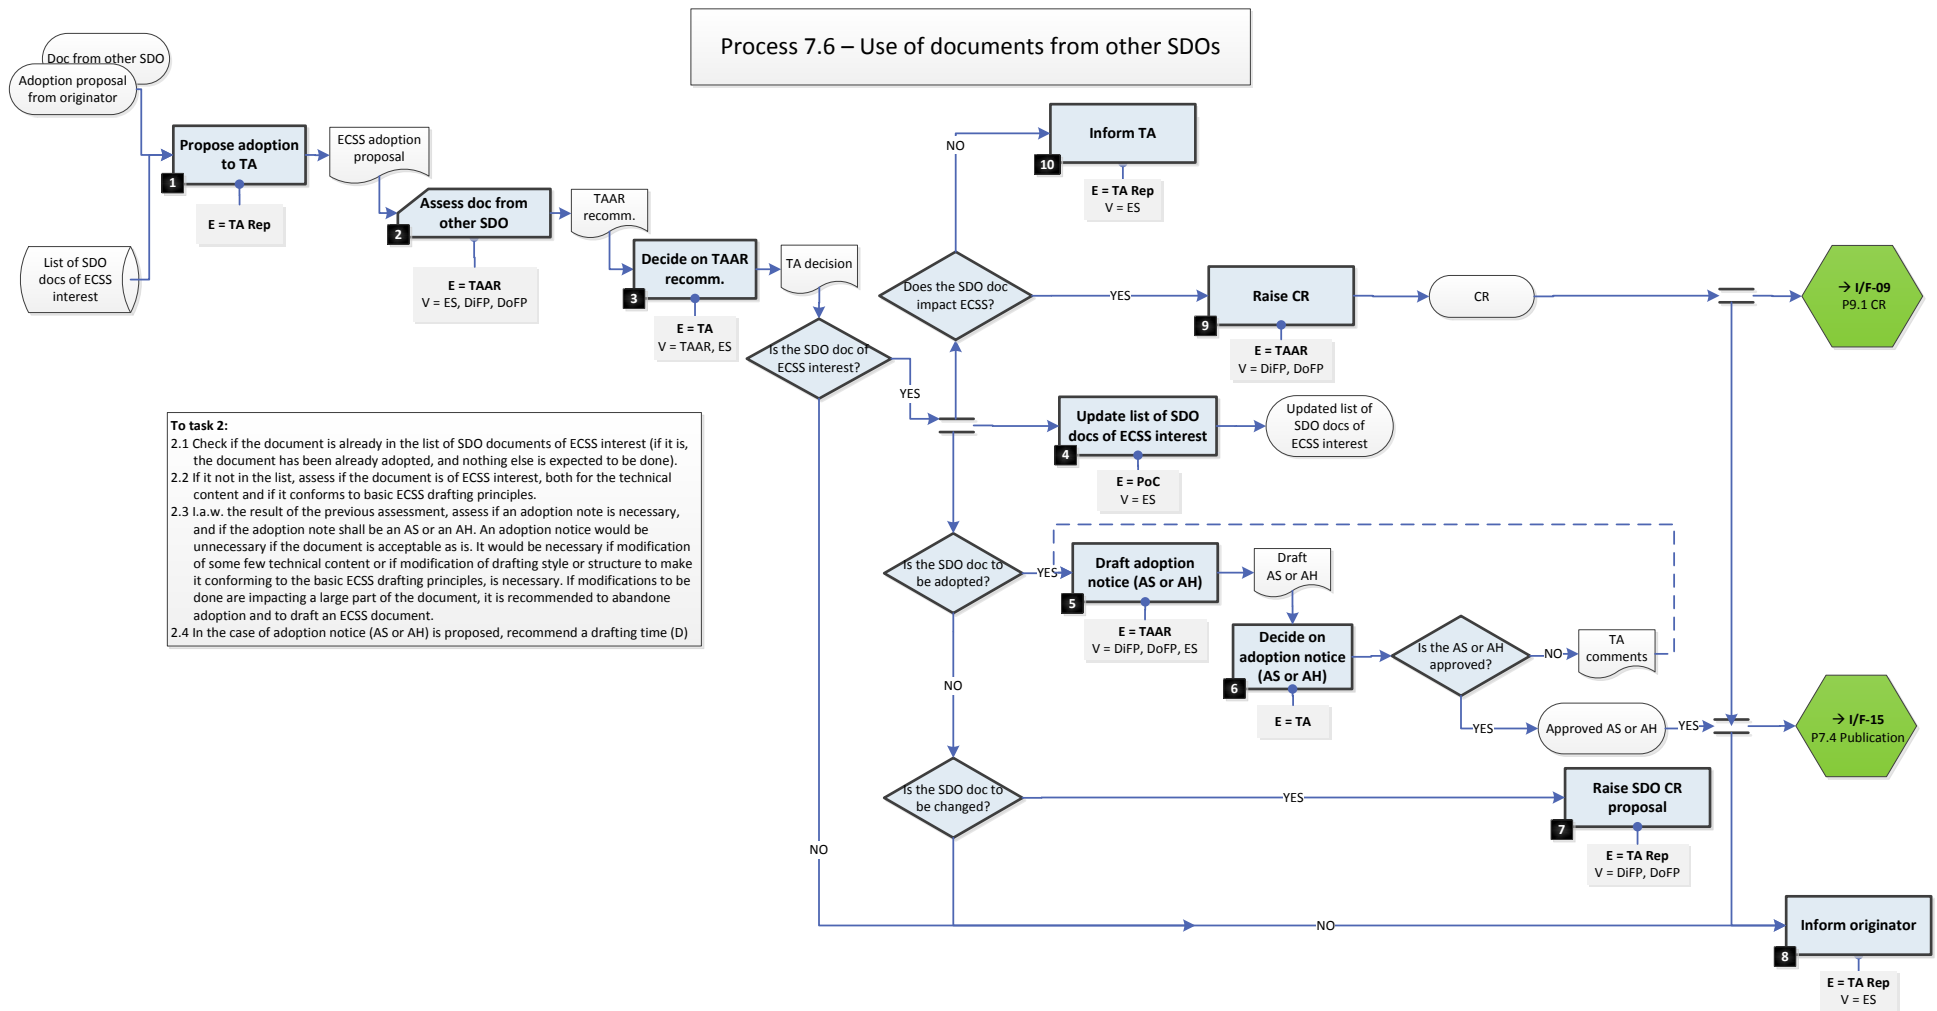 Process 7.6 – Use of documents from other SDOs
Doc from other SDO
Adoption proposal
from originator
Propose adoption
to TA
1
E = TA Rep
ECSS adoption
proposal
List of SDO
docs of ECSS
interest
Assess doc from
other SDO
2
E = TAAR
V = ES, DiFP, DoFP
TAAR
recomm.
Decide on TAAR
recomm.
3
E = TA
V = TAAR, ES
TA decision
Is the SDO doc of
ECSS interest?
YES
NO
Does the SDO doc
impact ECSS?
NO
Inform TA
10
E = TA Rep
V = ES
YES
Raise CR
9
E = TAAR
V = DiFP, DoFP
CR
→ I/F-09
P9.1 CR
Update list of SDO
docs of ECSS interest
4
E = PoC
V = ES
Updated list of
SDO docs of
ECSS interest
To task 2:
2.1 Check if the document is already in the list of SDO documents of ECSS interest (if it is,
the document has been already adopted, and nothing else is expected to be done).
2.2 If it not in the list, assess if the document is of ECSS interest, both for the technical
content and if it conforms to basic ECSS drafting principles.
2.3 I.a.w. the result of the previous assessment, assess if an adoption note is necessary,
and if the adoption note shall be an AS or an AH. An adoption notice would be
unnecessary if the document is acceptable as is. It would be necessary if modification
of some few technical content or if modification of drafting style or structure to make
it conforming to the basic ECSS drafting principles, is necessary. If modifications to be
done are impacting a large part of the document, it is recommended to abandone
adoption and to draft an ECSS document.
2.4 In the case of adoption notice (AS or AH) is proposed, recommend a drafting time (D)
Is the SDO doc to
be adopted?
YES
NO
Draft adoption
notice (AS or AH)
5
E = TAAR
V = DiFP, DoFP, ES
Draft
AS or AH
Decide on
adoption notice
(AS or AH)
6
E = TA
Is the AS or AH
approved?
NO
TA
comments
YES
Approved AS or AH
YES
→ I/F-15
P7.4 Publication
Is the SDO doc to
be changed?
YES
Raise SDO CR
proposal
7
E = TA Rep
V = DiFP, DoFP
NO
Inform originator
8
E = TA Rep
V = ES